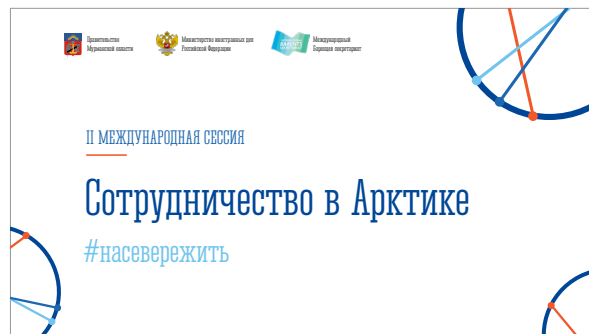 Правительство
Мурманской области
Министерство иностранных дел
Российской Федерации
Международный
Баренцев секретариат
II МЕЖДУНАРОДНАЯ СЕССИЯ
Сотрудничество в Арктике
#насевережить